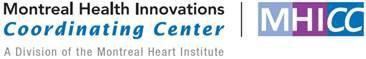 Montreal Health Innovations
Coordinating Center
A Division of the Montreal Heart Institute
MHICC